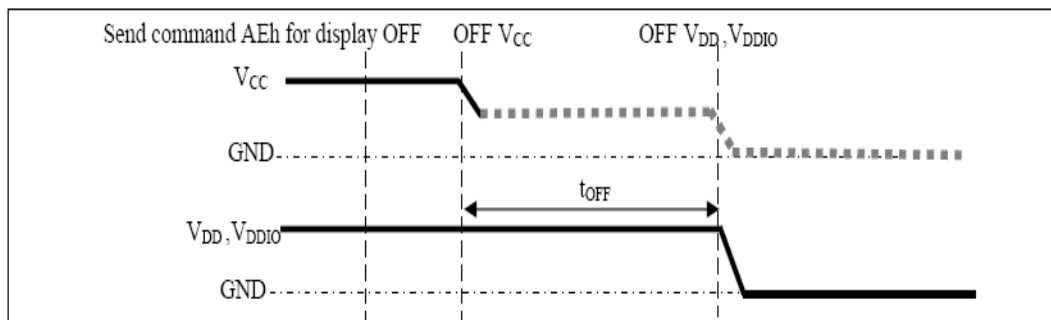 Send command AEh for display OFF OFF VCC OFF VDD ,VDDIO
VCC
GND
tOFF
VDD ,VDDIO
GND